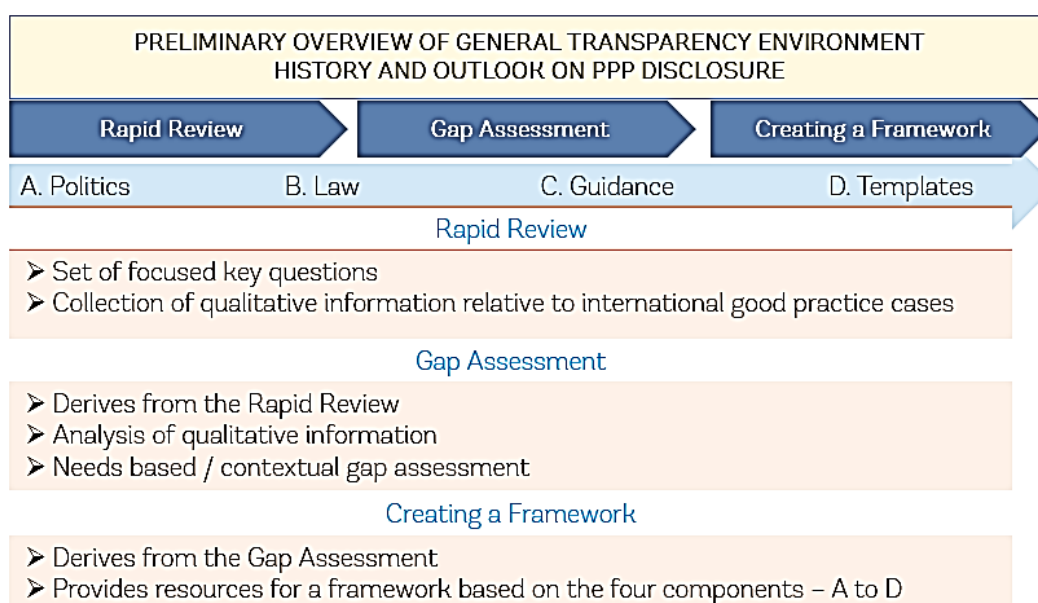 PRELIMINARY OVERVIEW OF GENERAL TRANSPARENCY ENVIRONMENT
HISTORY AND OUTLOOK ON PPP DISCLOSURE
Rapid Review Gap Assessment Creating a Framework
A. Politics B. Law C. Guidance D. Templates
Rapid Review
➤ Set of focused key questions
➤ Collection of qualitative information relative to international good practice cases
Gap Assessment
➤ Derives from the Rapid Review
➤ Analysis of qualitative information
➤ Needs based / contextual gap assessment
Creating a Framework
➤ Derives from the Gap Assessment
➤ Provides resources for a framework based on the four components – A to D